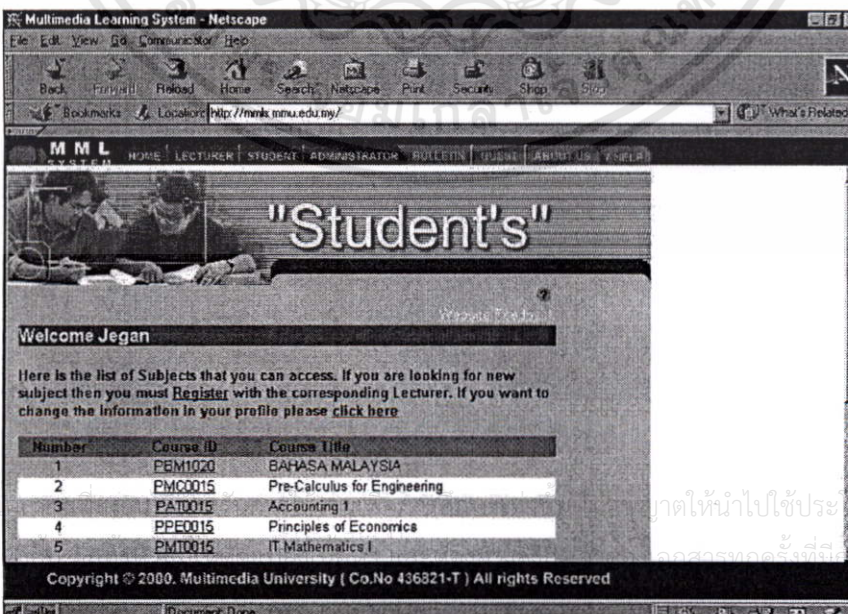 Multimedia Learning System - Netscape
File Edit View Go Communicator Help
Back Forward Reload Home Search Netscape Print Security Shop Stop
Bookmarks Location: http://mmls.mmu.edu.my/ What's Related
MML SYSTEM HOME LECTURER STUDENT ADMINISTRATOR BULLETIN GUEST ABOUT US ? HELP
"Student's"
Welcome Jegan
Here is the list of Subjects that you can access. If you are looking for new
subject then you must Register with the corresponding Lecturer. If you want to
change the information in your profile please click here
Number Course ID Course Title
1 PBM1020 BAHASA MALAYSIA
2 PMC0015 Pre-Calculus for Engineering
3 PAT0015 Accounting 1
4 PPE0015 Principles of Economics
5 PMT0015 IT Mathematics I
Copyright © 2000. Multimedia University ( Co.No 436821-T ) All rights Reserved
Document: Done